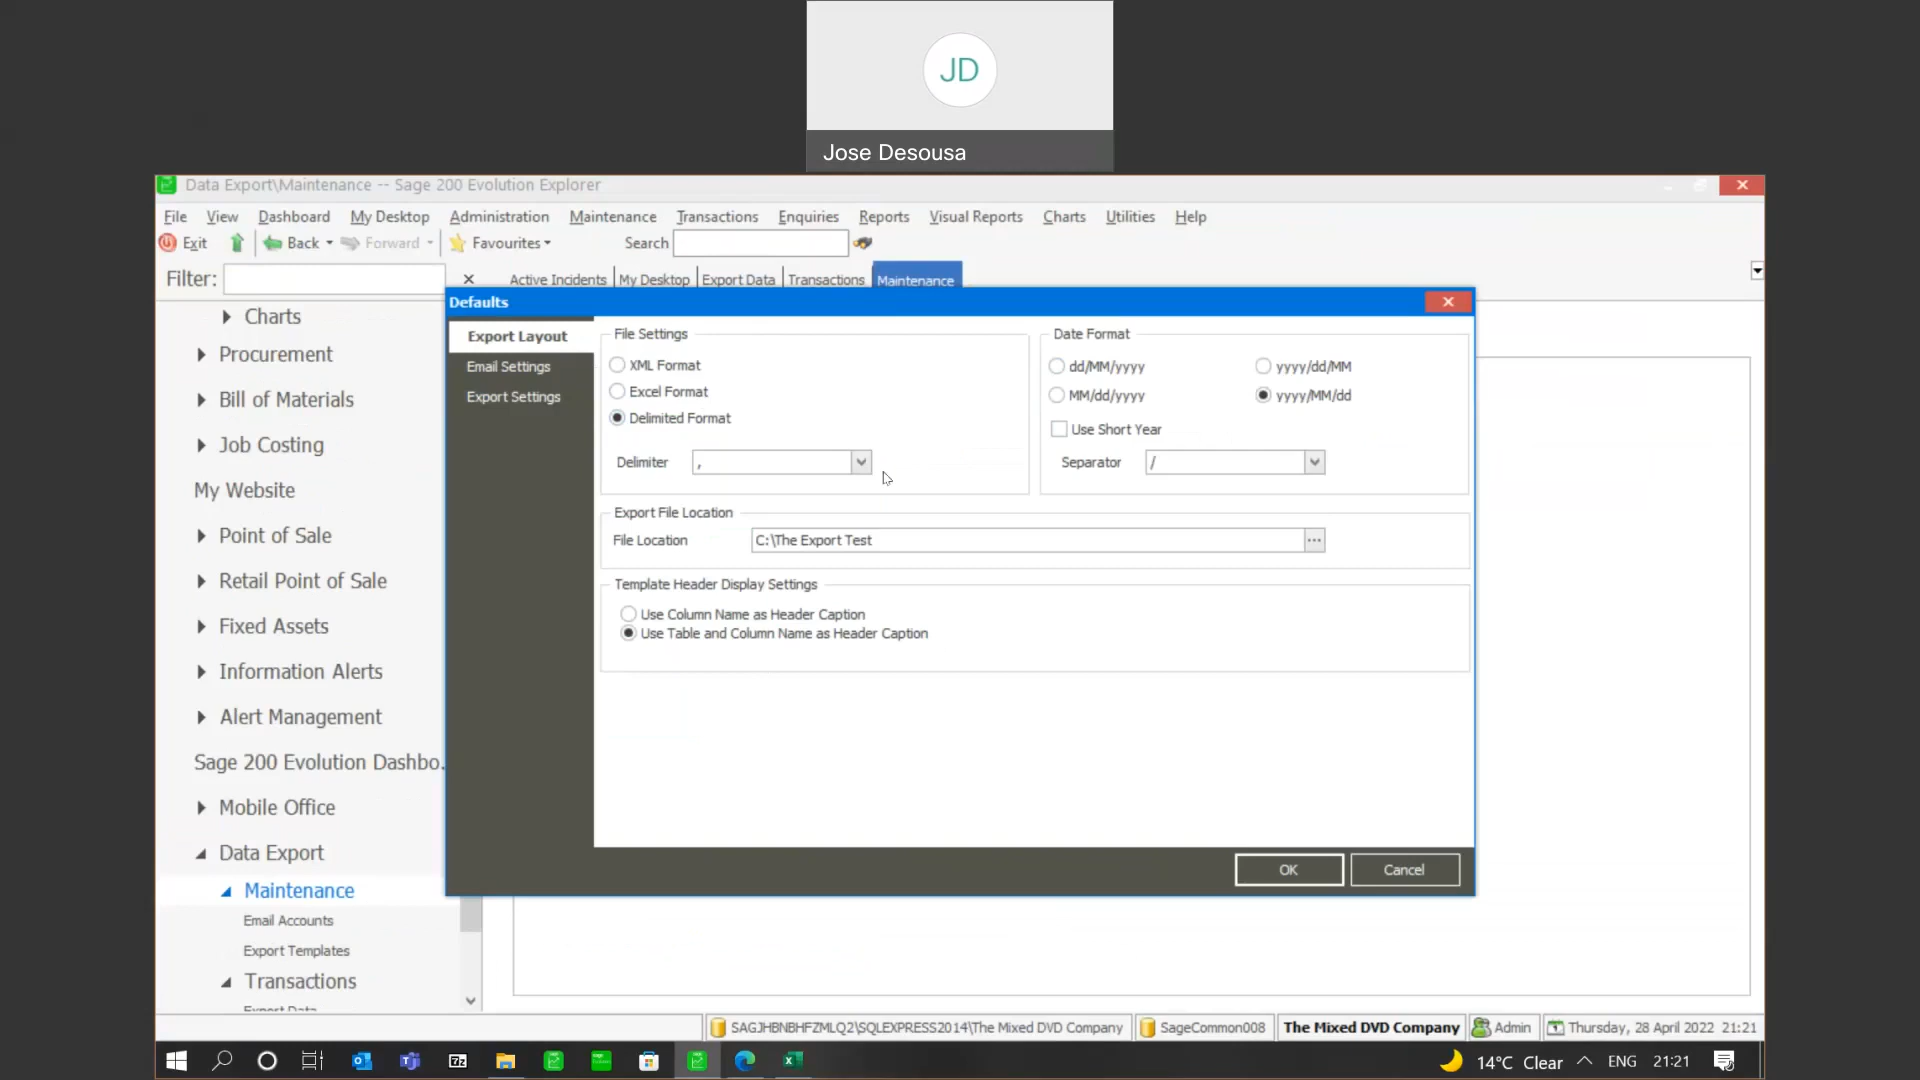 JD
Jose Desousa
Data Export\Maintenance -- Sage 200 Evolution Explorer
File View Dashboard My Desktop Administration Maintenance Transactions Enquiries Reports Visual Reports Charts Utilities Help
Exit Back Forward Favourites Search
Filter: Active Incidents My Desktop Export Data Transactions Maintenance
Defaults
Charts
Procurement
Bill of Materials
Job Costing
My Website
Point of Sale
Retail Point of Sale
Fixed Assets
Information Alerts
Alert Management
Sage 200 Evolution Dashbo.
Mobile Office
Data Export
Maintenance
Email Accounts
Export Templates
Transactions
Export Data
Export Layout
Email Settings
Export Settings
File Settings
XML Format
Excel Format
Delimited Format
Delimiter ,
Date Format
dd/MM/yyyy yyyy/dd/MM
MM/dd/yyyy yyyy/MM/dd
Use Short Year
Separator /
Export File Location
File Location C:\The Export Test ...
Template Header Display Settings
Use Column Name as Header Caption
Use Table and Column Name as Header Caption
OK Cancel
SAGJHBNBHFZMLQ2\SQLEXPRESS2014\The Mixed DVD Company SageCommon008 The Mixed DVD Company Admin Thursday, 28 April 2022 21:21
7z 14°C Clear ENG 21:21